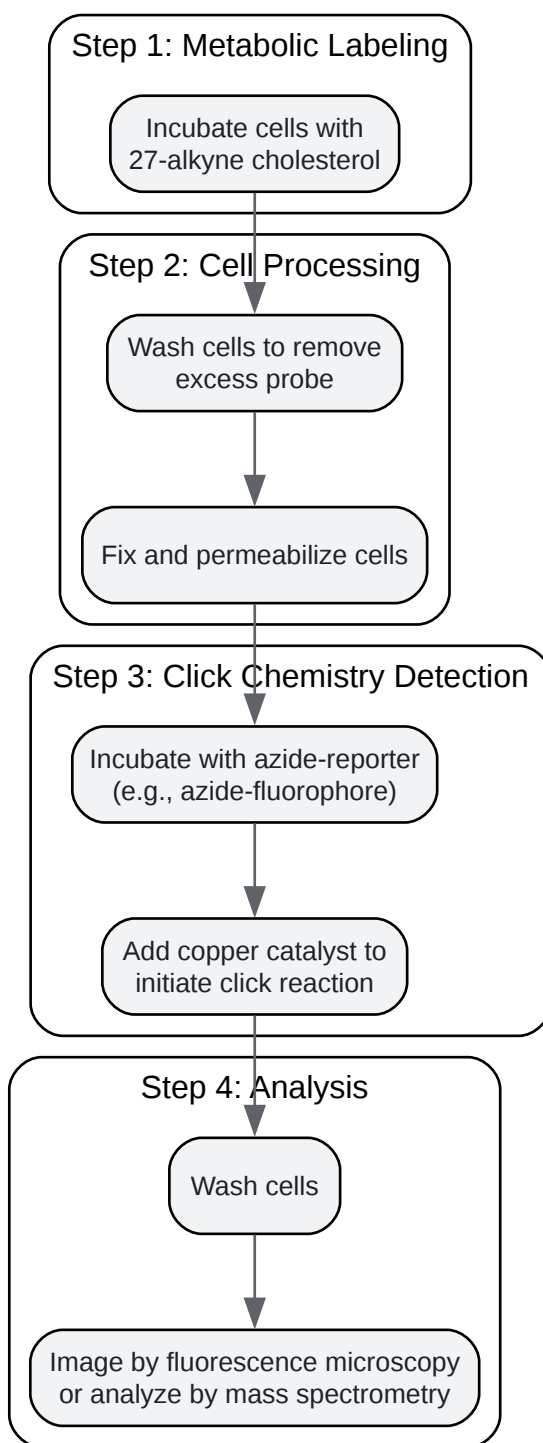 Step 1: Metabolic Labeling
Incubate cells with
27-alkyne cholesterol
Step 2: Cell Processing
Wash cells to remove
excess probe
Fix and permeabilize cells
Step 3: Click Chemistry Detection
Incubate with azide-reporter
(e.g., azide-fluorophore)
Add copper catalyst to
initiate click reaction
Step 4: Analysis
Wash cells
Image by fluorescence microscopy
or analyze by mass spectrometry